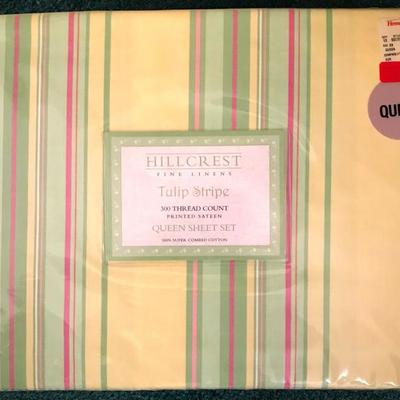 HILLCREST
FINE LINENS
Tulip Stripe
300 THREAD COUNT
PRINTED SATEEN
QUEEN SHEET SET
100% SUPER COMBED COTTON
QUE